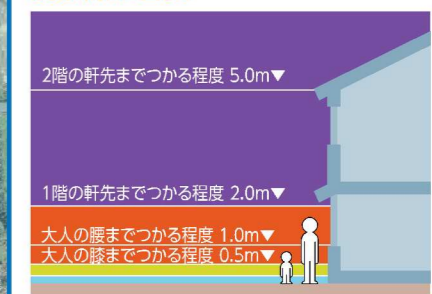 2階の軒先までつかる程度 5.0m▼
1階の軒先までつかる程度 2.0m▼
大人の腰までつかる程度 1.0m▼
大人の膝までつかる程度 0.5m▼